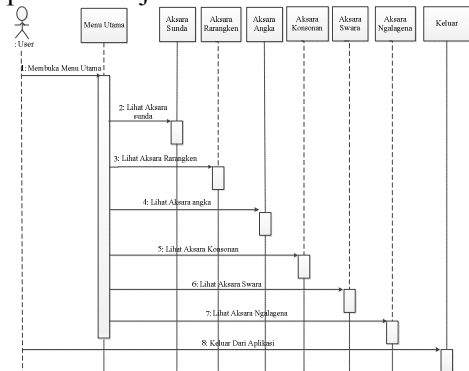 : User
Menu Utama
Aksara
Sunda
Aksara
Rarangken
Aksara
Angka
Aksara
Konsonan
Aksara
Swara
Aksara
Ngalagena
Keluar
1: Membuka Menu Utama
2: Lihat Aksara
sunda
3: Lihat Aksara Rarangken
4: Lihat Aksara angka
5: Lihat Aksara Konsonan
6: Lihat Aksara Swara
7: Lihat Aksara Ngalagena
8: Keluar Dari Aplikasi